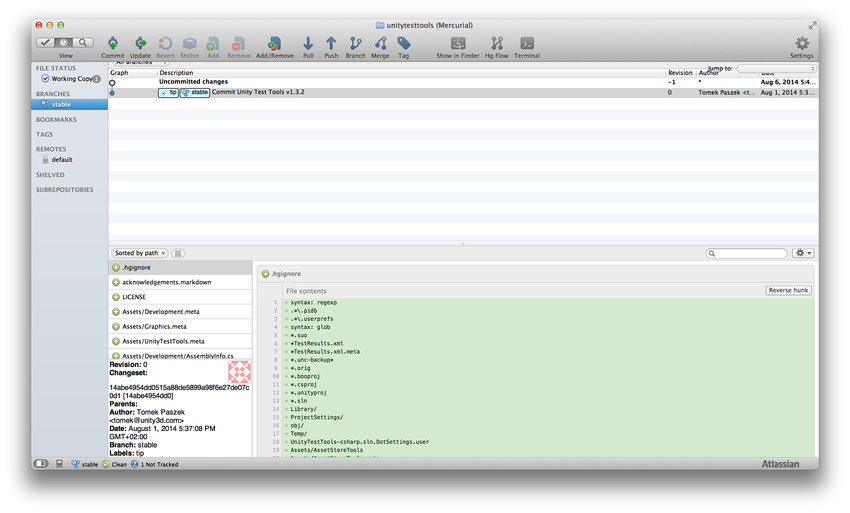 unitytesttools (Mercurial)
View Commit Update Revert Shelve Add Remove Add/Remove Pull Push Branch Merge Tag Show in Finder Hg Flow Terminal Settings
FILE STATUS
Working Copy 1
BRANCHES
stable
BOOKMARKS
TAGS
REMOTES
default
SHELVED
SUBREPOSITORIES
All Branches Jump to:
Graph Description Revision Author Date
Uncommitted changes -1 * Aug 6, 2014 5:4...
tip stable Commit Unity Test Tools v1.3.2 0 Tomek Paszek <t... Aug 1, 2014 5:3...
Sorted by path
.hgignore
acknowledgements.markdown
LICENSE
Assets/Development.meta
Assets/Graphics.meta
Assets/UnityTestTools.meta
Assets/Development/AssemblyInfo.cs
Revision: 0
Changeset:
14abe4954dd0515a88de5899a98f6e27de07c
0d1 [14abe4954dd0]
Parents:
Author: Tomek Paszek
<tomek@unity3d.com>
Date: August 1, 2014 5:37:08 PM
GMT+02:00
Branch: stable
Labels: tip
.hgignore
File contents Reverse hunk
1 + syntax: regexp
2 + .*\.pidb
3 + .*\.userprefs
4 + syntax: glob
5 + *.suo
6 + *TestResults.xml
7 + *TestResults.xml.meta
8 + *.unc-backup*
9 + *.orig
10 + *.booproj
11 + *.csproj
12 + *.unityproj
13 + *.sln
14 + Library/
15 + ProjectSettings/
16 + obj/
17 + Temp/
18 + UnityTestTools-csharp.sln.DotSettings.user
19 + Assets/AssetStoreTools
stable Clean 1 Not Tracked Atlassian